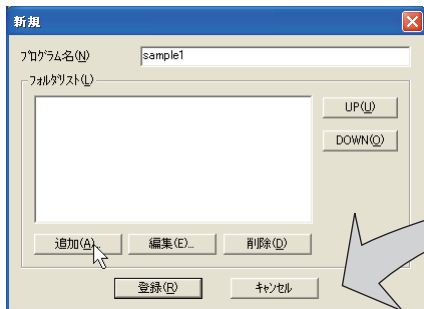 新規
ﾌﾟﾛｸﾞﾗﾑ名(N) sample1
ﾌｫﾙﾀﾞﾘｽﾄ(L)
UP(U)
DOWN(O)
追加(A)...
編集(E)...
削除(D)
登録(R)
ｷｬﾝｾﾙ